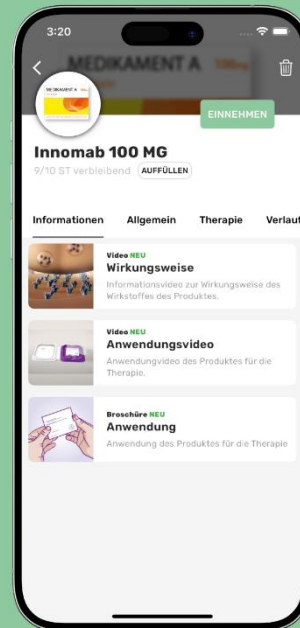 3:20
MEDIKAMENT A 100mg
MEDIKAMENT A
EINNEHMEN
Innomab 100 MG
9/10 ST verbleibend AUFFÜLLEN
Informationen Allgemein Therapie Verlauf
Video NEU
Wirkungsweise
Informationsvideo zur Wirkungsweise des
Wirkstoffes des Produktes.
Video NEU
Anwendungsvideo
Anwendungvideo des Produktes für die
Therapie.
Broschüre NEU
Anwendung
Anwendung des Produktes für die Therapie